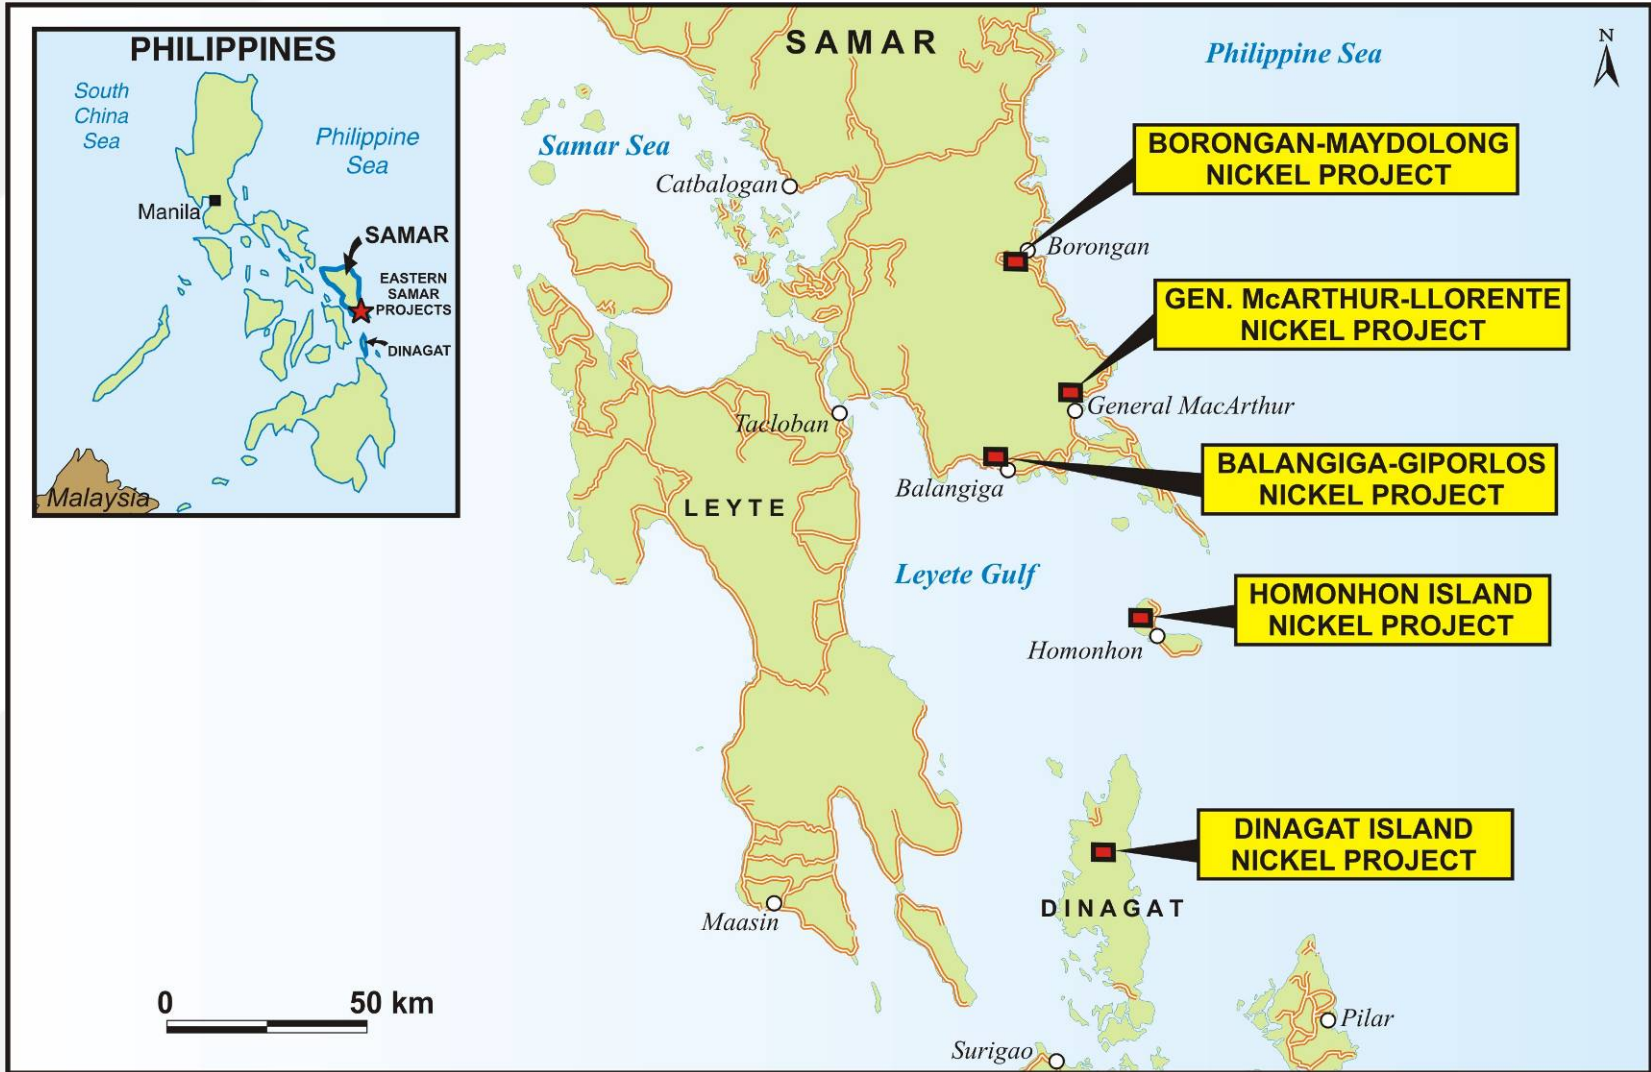 PHILIPPINES
South
China
Sea
Philippine
Sea
Manila
SAMAR
EASTERN
SAMAR
PROJECTS
DINAGAT
Malaysia
SAMAR
Philippine Sea
N
Samar Sea
Catbalogan
BORONGAN-MAYDOLONG
NICKEL PROJECT
Borongan
GEN. McARTHUR-LLORENTE
NICKEL PROJECT
General MacArthur
Tacloban
BALANGIGA-GIPORLOS
NICKEL PROJECT
Balangiga
LEYTE
Leyete Gulf
HOMONHON ISLAND
NICKEL PROJECT
Homonhon
DINAGAT ISLAND
NICKEL PROJECT
DINAGAT
Maasin
0 50 km
Pilar
Surigao